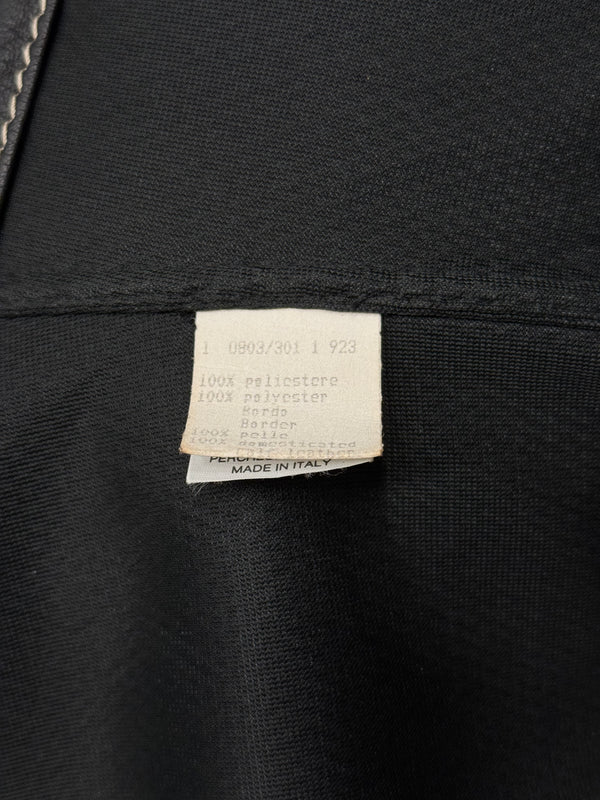 1 0803/301 1 923
100% poliestere
100% polyester
Bordo
Border
100% pelle
100% domesticated
calf leather
MADE IN ITALY